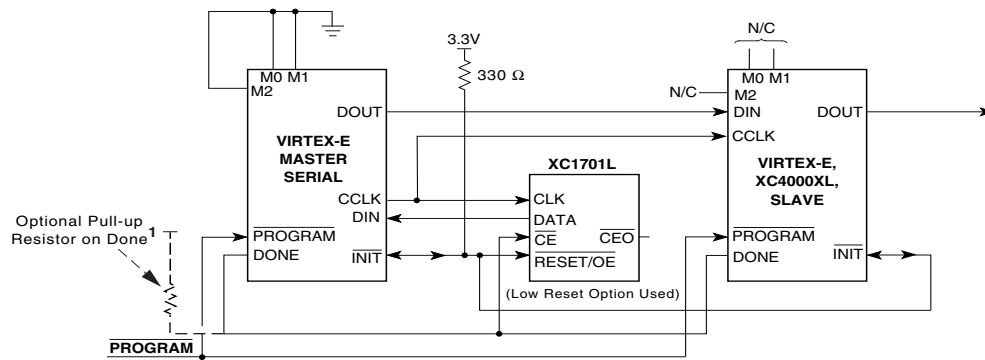 N/C
3.3V
M0 M1
M2
330 Ω
M0 M1
N/C
M2
DOUT
DIN
DOUT
VIRTEX-E
MASTER
SERIAL
CCLK
XC1701L
VIRTEX-E,
XC4000XL,
SLAVE
CCLK
CLK
DIN
DATA
Optional Pull-up
Resistor on Done1
PROGRAM
CE
CEO
PROGRAM
DONE
INIT
RESET/OE
DONE
INIT
(Low Reset Option Used)
PROGRAM